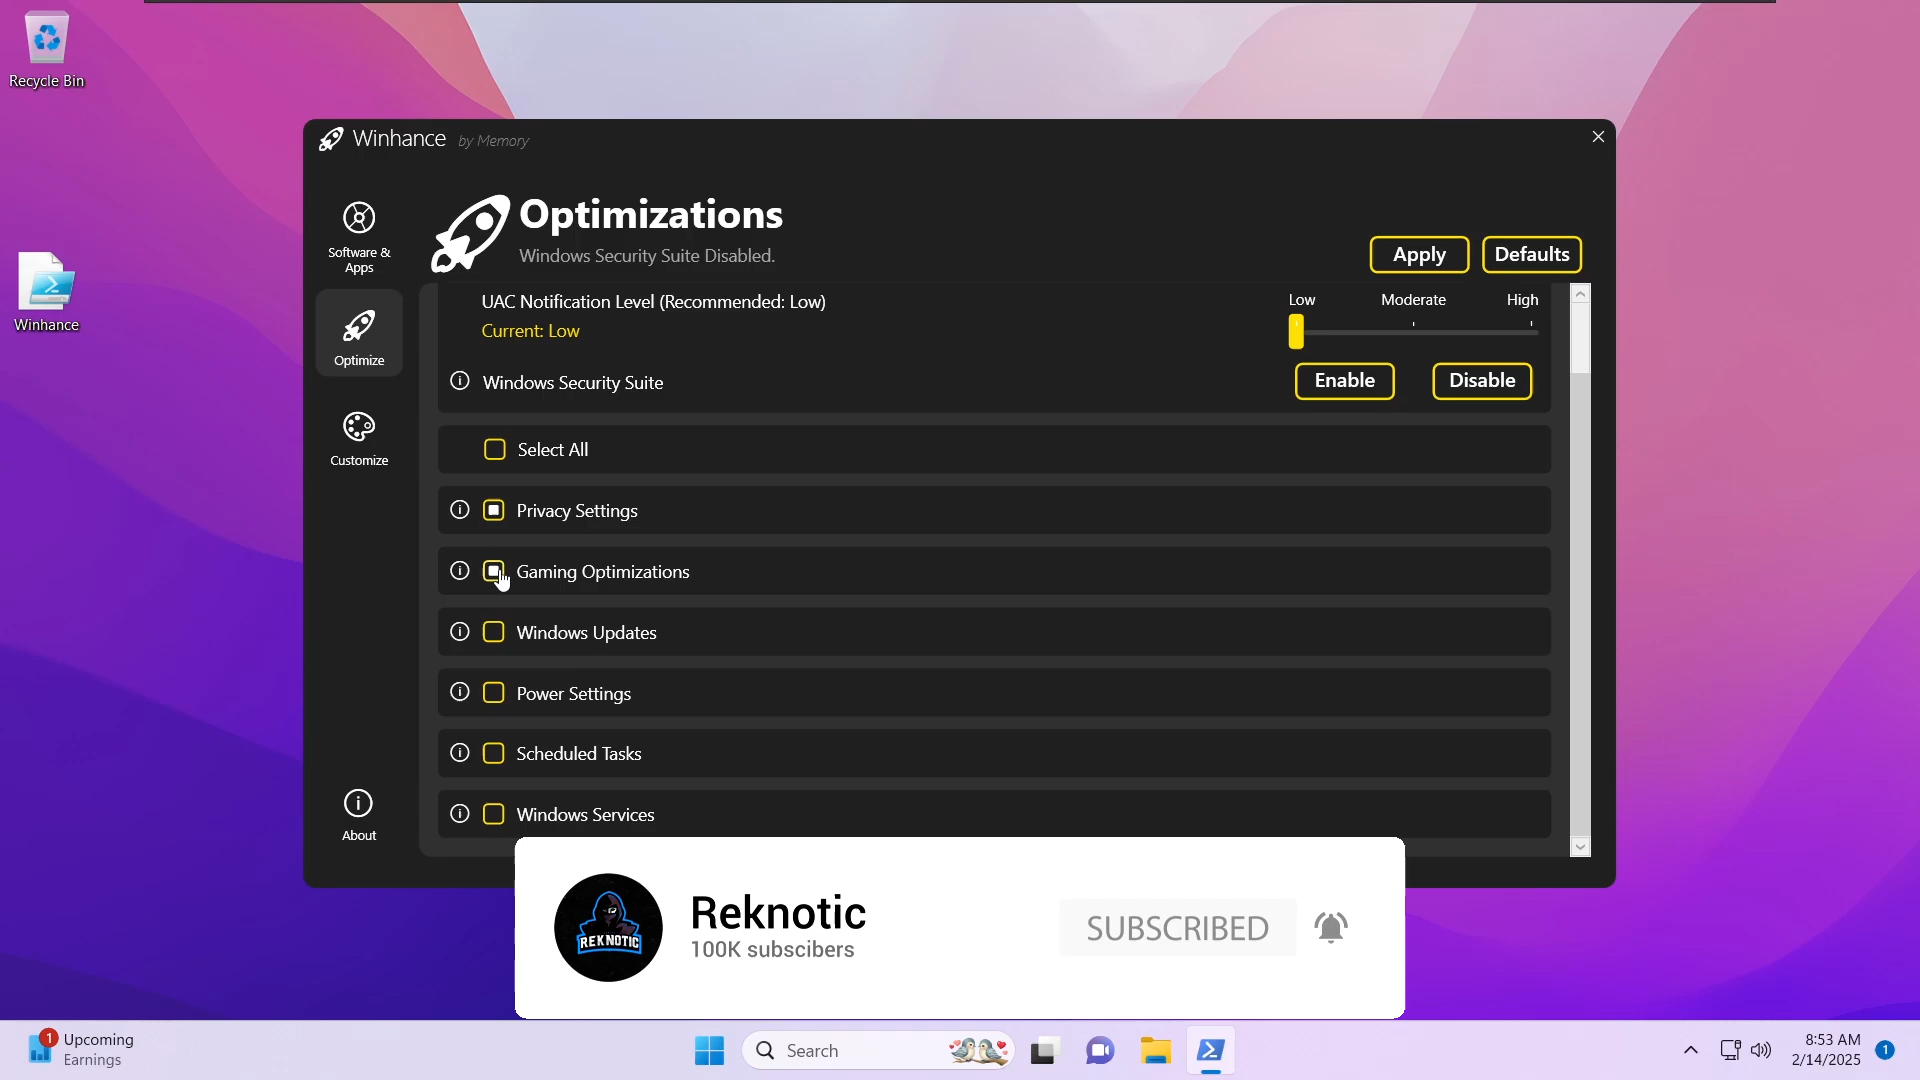 Recycle Bin
Winhance
Winhance by Memory
Software &
Apps
Optimize
Customize
About
Optimizations
Windows Security Suite Disabled.
Apply
Defaults
UAC Notification Level (Recommended: Low)
Current: Low
Low
Moderate
High
Windows Security Suite
Enable
Disable
Select All
Privacy Settings
Gaming Optimizations
Windows Updates
Power Settings
Scheduled Tasks
Windows Services
REKNOTIC
Reknotic
100K subscibers
SUBSCRIBED
1
Upcoming
Earnings
Search
8:53 AM
2/14/2025
1